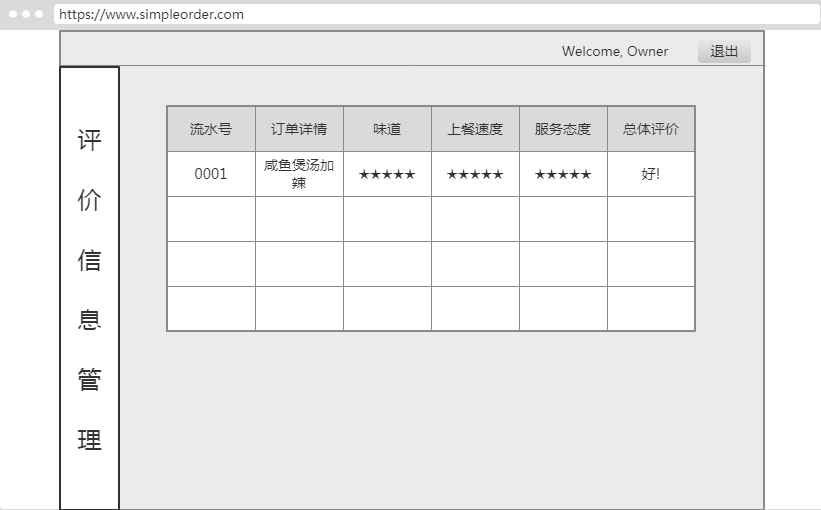 https://www.simpleorder.com
Welcome, Owner
退出
评
价
信
息
管
理
流水号 订单详情 味道 上餐速度 服务态度 总体评价
0001 咸鱼煲汤加辣 ★★★★★ ★★★★★ ★★★★★ 好!